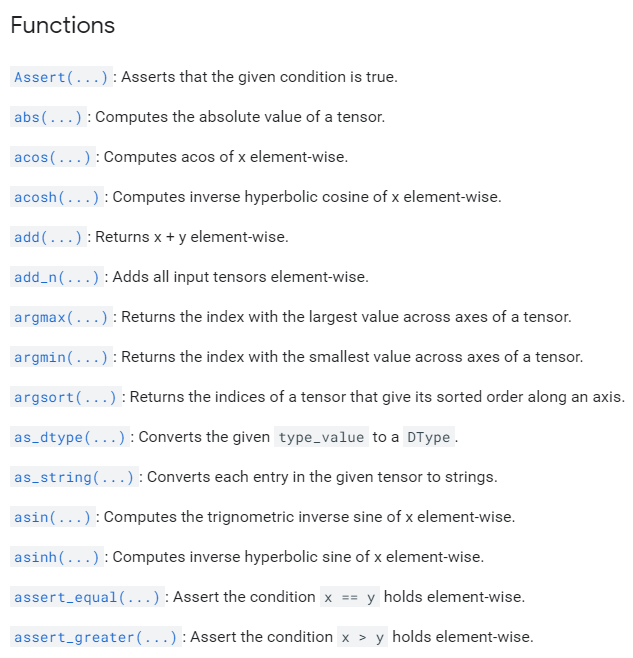 Functions
Assert(...): Asserts that the given condition is true.
abs(...): Computes the absolute value of a tensor.
acos(...): Computes acos of x element-wise.
acosh(...): Computes inverse hyperbolic cosine of x element-wise.
add(...): Returns x + y element-wise.
add_n(...): Adds all input tensors element-wise.
argmax(...): Returns the index with the largest value across axes of a tensor.
argmin(...): Returns the index with the smallest value across axes of a tensor.
argsort(...): Returns the indices of a tensor that give its sorted order along an axis.
as_dtype(...): Converts the given type_value to a DType.
as_string(...): Converts each entry in the given tensor to strings.
asin(...): Computes the trignometric inverse sine of x element-wise.
asinh(...): Computes inverse hyperbolic sine of x element-wise.
assert_equal(...): Assert the condition x == y holds element-wise.
assert_greater(...): Assert the condition x > y holds element-wise.